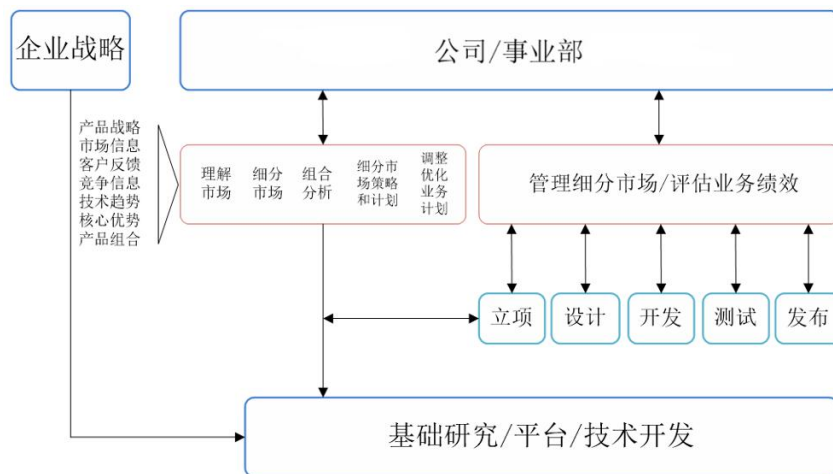 企业战略
公司/事业部
产品战略
市场信息
客户反馈
竞争信息
技术趋势
核心优势
产品组合
理解
市场
细分
市场
组合
分析
细分市
场策略
和计划
调整
优化
业务
计划
管理细分市场/评估业务绩效
立项
设计
开发
测试
发布
基础研究/平台/技术开发